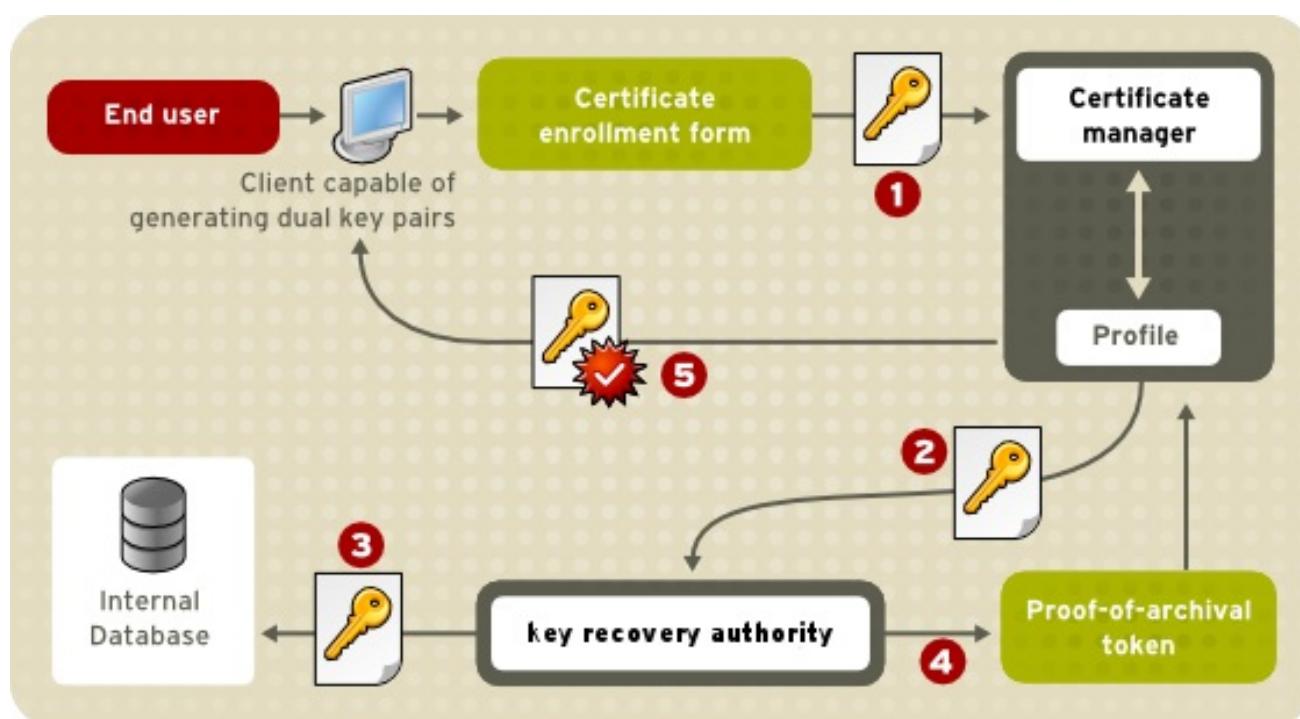 End user
Client capable of
generating dual key pairs
Certificate
enrollment form
1
Certificate
manager
Profile
5
2
3
Internal
Database
key recovery authority
4
Proof-of-archival
token